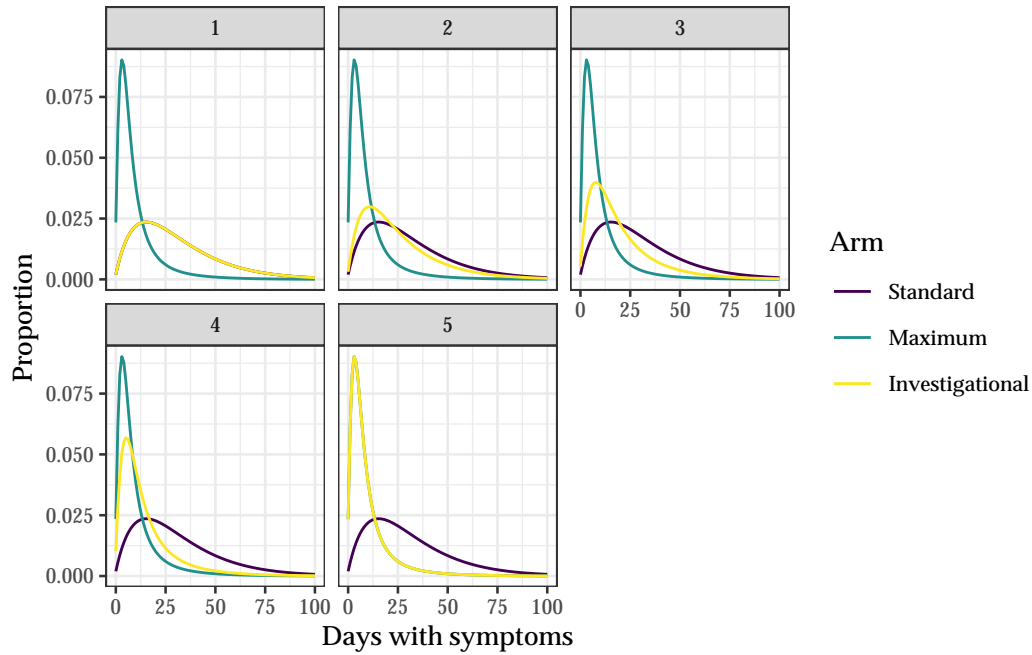 1 2 3
0.075
0.050
0.025
0.000
0 25 50 75 100
4 5
0.075
0.050
0.025
0.000
0 25 50 75 100 0 25 50 75 100
Proportion
Days with symptoms
Arm
Standard
Maximum
Investigational